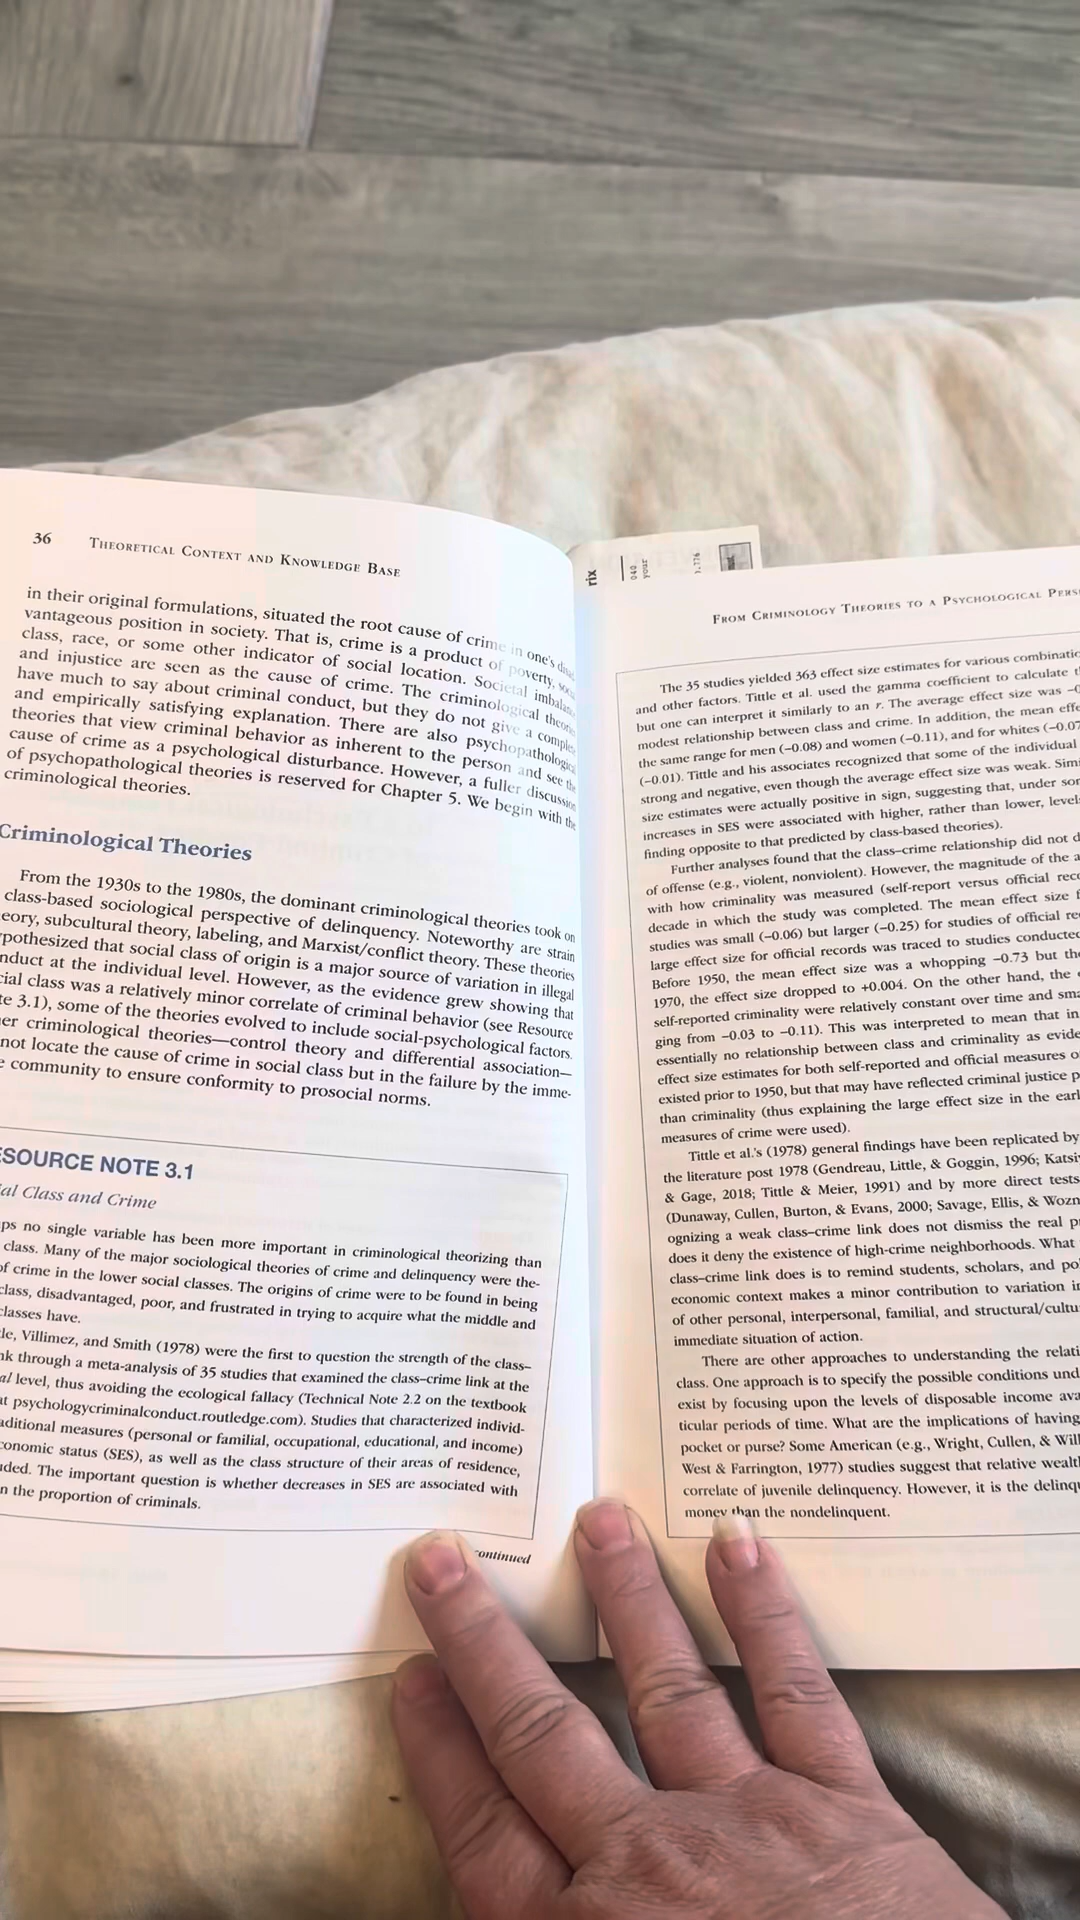 36 THEORETICAL CONTEXT AND KNOWLEDGE BASE
in their original formulations, situated the root cause of crime in one's
vantageous position in society. That is, crime is a product of poverty,
class, race, or some other indicator of social location. Societal
and injustice are seen as the cause of crime. The criminological
have much to say about criminal conduct, but they do not give a complete
and empirically satisfying explanation. There are also psychopathological
theories that view criminal behavior as inherent to the person and see the
cause of crime as a psychological disturbance. However, a fuller discussion
of psychopathological theories is reserved for Chapter 5. We begin with the
criminological theories.
Criminological Theories
From the 1930s to the 1980s, the dominant criminological theories took on
class-based sociological perspective of delinquency. Noteworthy are strain
eory, subcultural theory, labeling, and Marxist/conflict theory. These theories
ypothesized that social class of origin is a major source of variation in illegal
nduct at the individual level. However, as the evidence grew showing that
cial class was a relatively minor correlate of criminal behavior (see Resource
te 3.1), some of the theories evolved to include social-psychological factors.
er criminological theories—control theory and differential association—
not locate the cause of crime in social class but in the failure by the imme-
e community to ensure conformity to prosocial norms.
ESOURCE NOTE 3.1
ial Class and Crime
ps no single variable has been more important in criminological theorizing than
class. Many of the major sociological theories of crime and delinquency were the-
of crime in the lower social classes. The origins of crime were to be found in being
class, disadvantaged, poor, and frustrated in trying to acquire what the middle and
classes have.
le, Villimez, and Smith (1978) were the first to question the strength of the class–
nk through a meta-analysis of 35 studies that examined the class–crime link at the
al level, thus avoiding the ecological fallacy (Technical Note 2.2 on the textbook
at psychologycriminalconduct.routledge.com). Studies that characterized individ-
aditional measures (personal or familial, occupational, educational, and income)
conomic status (SES), as well as the class structure of their areas of residence,
uded. The important question is whether decreases in SES are associated with
n the proportion of criminals.
continued
rix
040
your
FROM CRIMINOLOGY THEORIES TO A PSYCHOLOGICAL PERS
The 35 studies yielded 363 effect size estimates for various combinatio
and other factors. Tittle et al. used the gamma coefficient to calculate t
but one can interpret it similarly to an r. The average effect size was −0
modest relationship between class and crime. In addition, the mean effe
the same range for men (−0.08) and women (−0.11), and for whites (−0.07
(−0.01). Tittle and his associates recognized that some of the individual
strong and negative, even though the average effect size was weak. Simi
size estimates were actually positive in sign, suggesting that, under son
increases in SES were associated with higher, rather than lower, level
finding opposite to that predicted by class-based theories).
Further analyses found that the class–crime relationship did not d
of offense (e.g., violent, nonviolent). However, the magnitude of the a
with how criminality was measured (self-report versus official reco
decade in which the study was completed. The mean effect size f
studies was small (−0.06) but larger (−0.25) for studies of official re
large effect size for official records was traced to studies conducted
Before 1950, the mean effect size was a whopping −0.73 but the
1970, the effect size dropped to +0.004. On the other hand, the
self-reported criminality were relatively constant over time and sma
ging from −0.03 to −0.11). This was interpreted to mean that in
essentially no relationship between class and criminality as evide
effect size estimates for both self-reported and official measures o
existed prior to 1950, but that may have reflected criminal justice p
than criminality (thus explaining the large effect size in the earl
measures of crime were used).
Tittle et al.'s (1978) general findings have been replicated by
the literature post 1978 (Gendreau, Little, & Goggin, 1996; Katsiy
& Gage, 2018; Tittle & Meier, 1991) and by more direct tests
(Dunaway, Cullen, Burton, & Evans, 2000; Savage, Ellis, & Wozn
ognizing a weak class–crime link does not dismiss the real p
does it deny the existence of high-crime neighborhoods. What
class–crime link does is to remind students, scholars, and po
economic context makes a minor contribution to variation in
of other personal, interpersonal, familial, and structural/cultu
immediate situation of action.
There are other approaches to understanding the relati
class. One approach is to specify the possible conditions und
exist by focusing upon the levels of disposable income ava
ticular periods of time. What are the implications of having
pocket or purse? Some American (e.g., Wright, Cullen, & Will
West & Farrington, 1977) studies suggest that relative wealt
correlate of juvenile delinquency. However, it is the delinq
money than the nondelinquent.